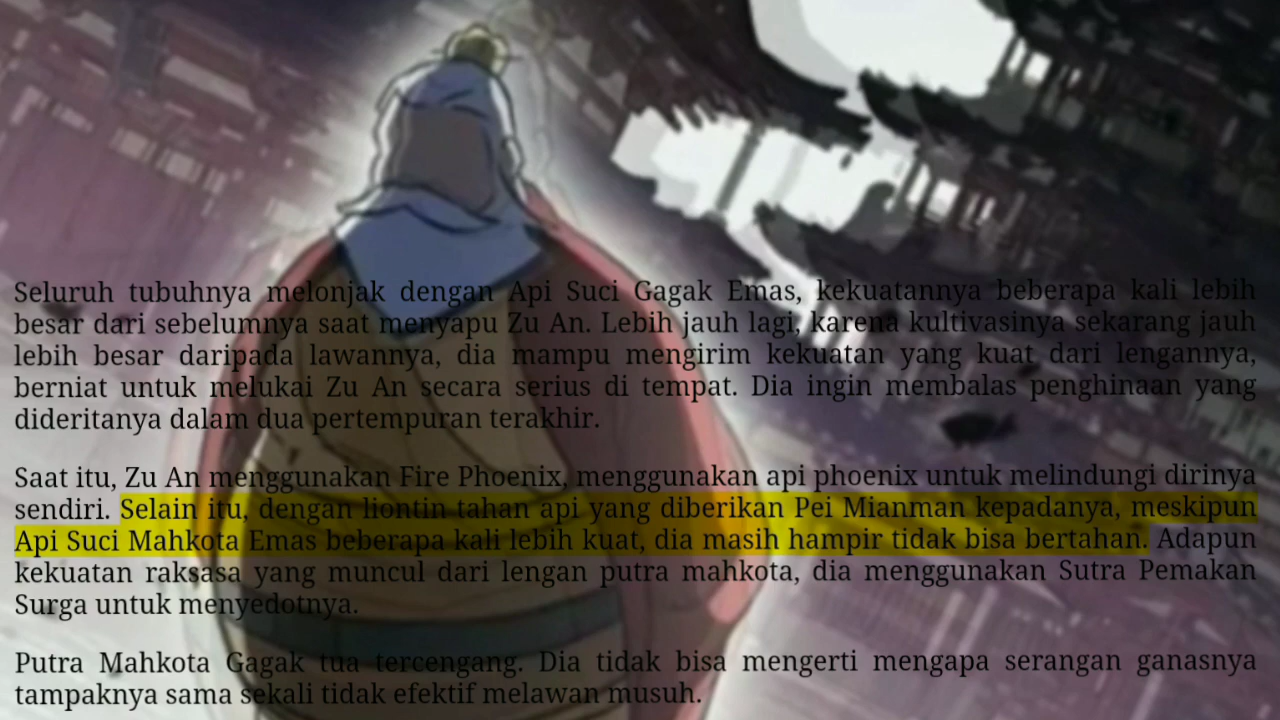 Seluruh tubuhnya melonjak dengan Api Suci Gagak Emas, kekuatannya beberapa kali lebih
besar dari sebelumnya saat menyapu Zu An. Lebih jauh lagi, karena kultivasinya sekarang jauh
lebih besar daripada lawannya, dia mampu mengirim kekuatan yang kuat dari lengannya,
berniat untuk melukai Zu An secara serius di tempat. Dia ingin membalas penghinaan yang
dideritanya dalam dua pertempuran terakhir.
Saat itu, Zu An menggunakan Fire Phoenix, menggunakan api phoenix untuk melindungi dirinya
sendiri. Selain itu, dengan liontin tahan api yang diberikan Pei Mianman kepadanya, meskipun
Api Suci Mahkota Emas beberapa kali lebih kuat, dia masih hampir tidak bisa bertahan. Adapun
kekuatan raksasa yang muncul dari lengan putra mahkota, dia menggunakan Sutra Pemakan
Surga untuk menyedotnya.
Putra Mahkota Gagak tua tercengang. Dia tidak bisa mengerti mengapa serangan ganasnya
tampaknya sama sekali tidak efektif melawan musuh.